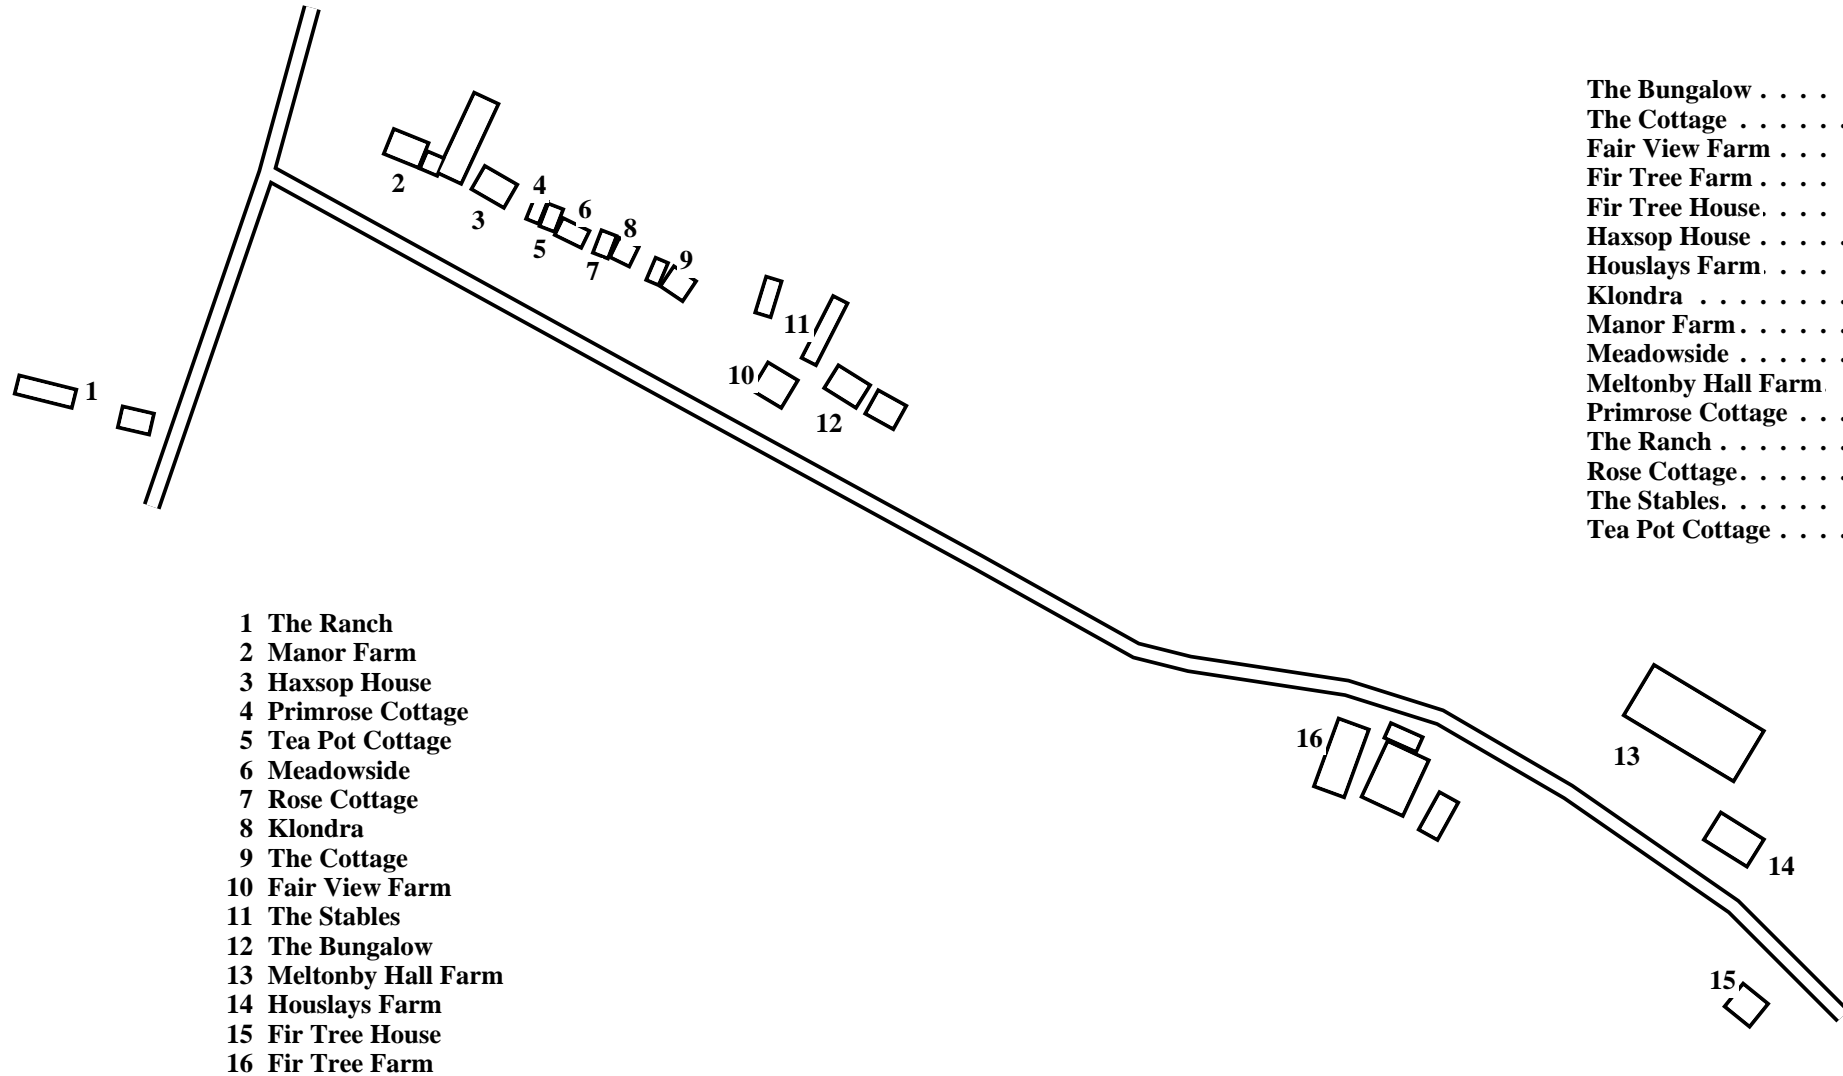 The Bungalow . . . .
The Cottage . . . . . .
Fair View Farm . . .
Fir Tree Farm . . . .
Fir Tree House . . . .
Haxsop House . . . . .
Houslays Farm . . . .
Klondra . . . . . . . .
Manor Farm . . . . . .
Meadowside . . . . . .
Meltonby Hall Farm .
Primrose Cottage . . .
The Ranch . . . . . . .
Rose Cottage . . . . . .
The Stables . . . . . .
Tea Pot Cottage . . . .
2
3
4
5
6
7
8
9
11
10
12
1
16
13
14
15
1 The Ranch
2 Manor Farm
3 Haxsop House
4 Primrose Cottage
5 Tea Pot Cottage
6 Meadowside
7 Rose Cottage
8 Klondra
9 The Cottage
10 Fair View Farm
11 The Stables
12 The Bungalow
13 Meltonby Hall Farm
14 Houslays Farm
15 Fir Tree House
16 Fir Tree Farm